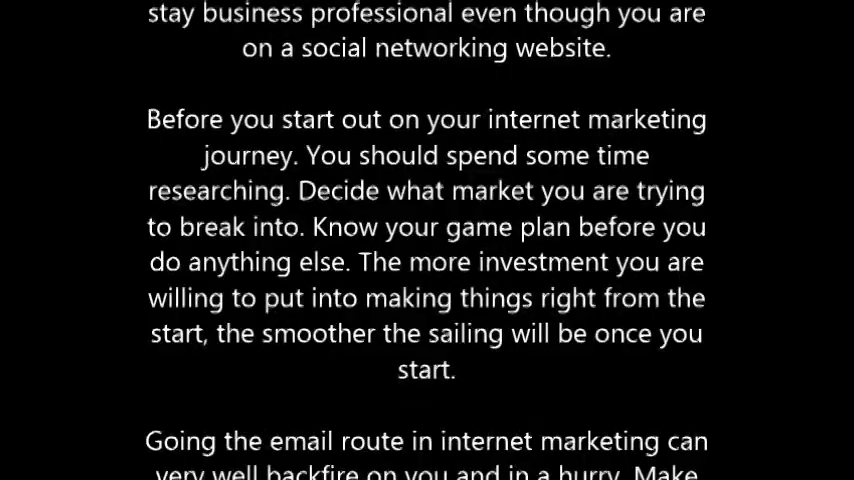 stay business professional even though you are
on a social networking website.
Before you start out on your internet marketing
journey. You should spend some time
researching. Decide what market you are trying
to break into. Know your game plan before you
do anything else. The more investment you are
willing to put into making things right from the
start, the smoother the sailing will be once you
start.
Going the email route in internet marketing can
very well backfire on you and in a hurry. Make